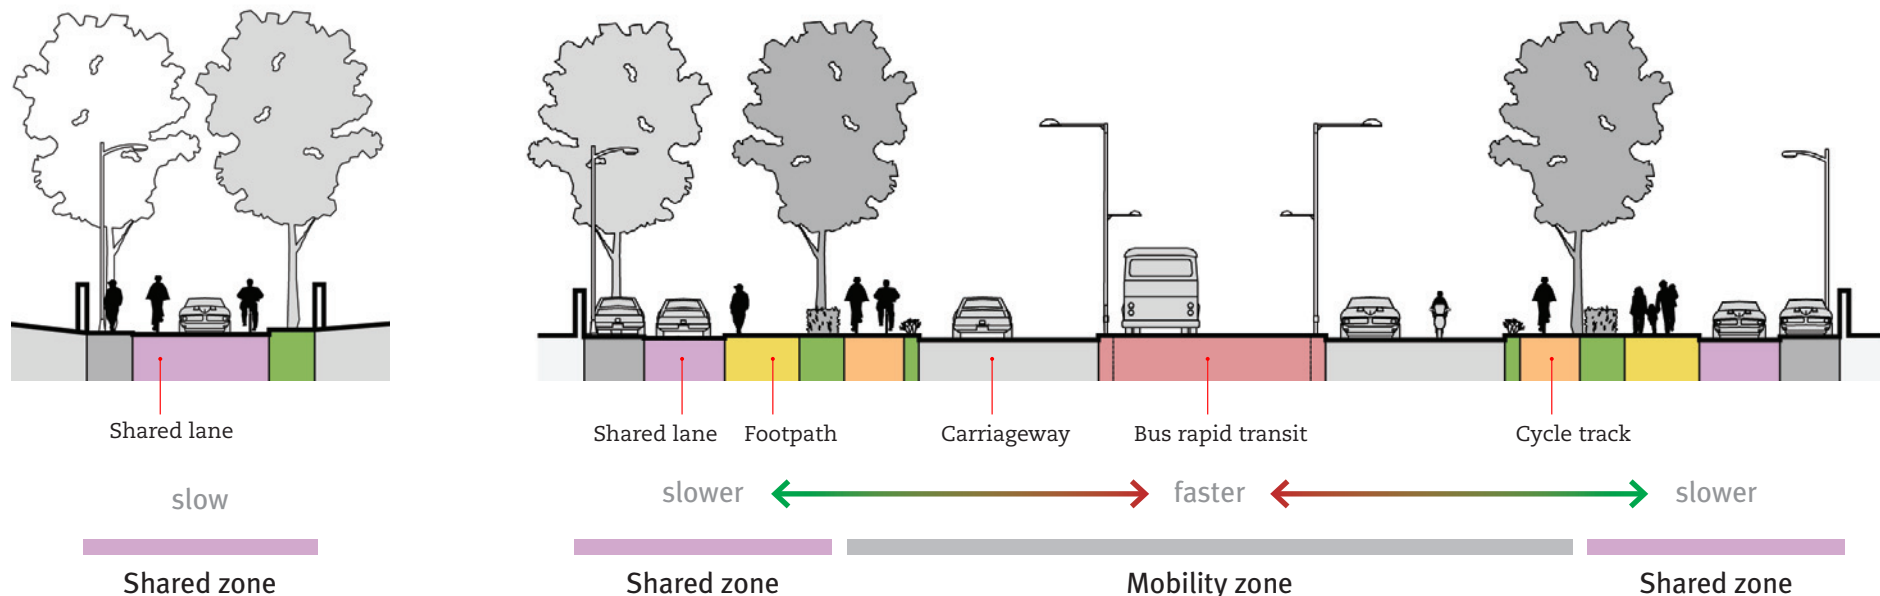 Shared lane
slow
Shared zone
Shared lane
Footpath
Carriageway
Bus rapid transit
Cycle track
slower
faster
slower
Shared zone
Mobility zone
Shared zone